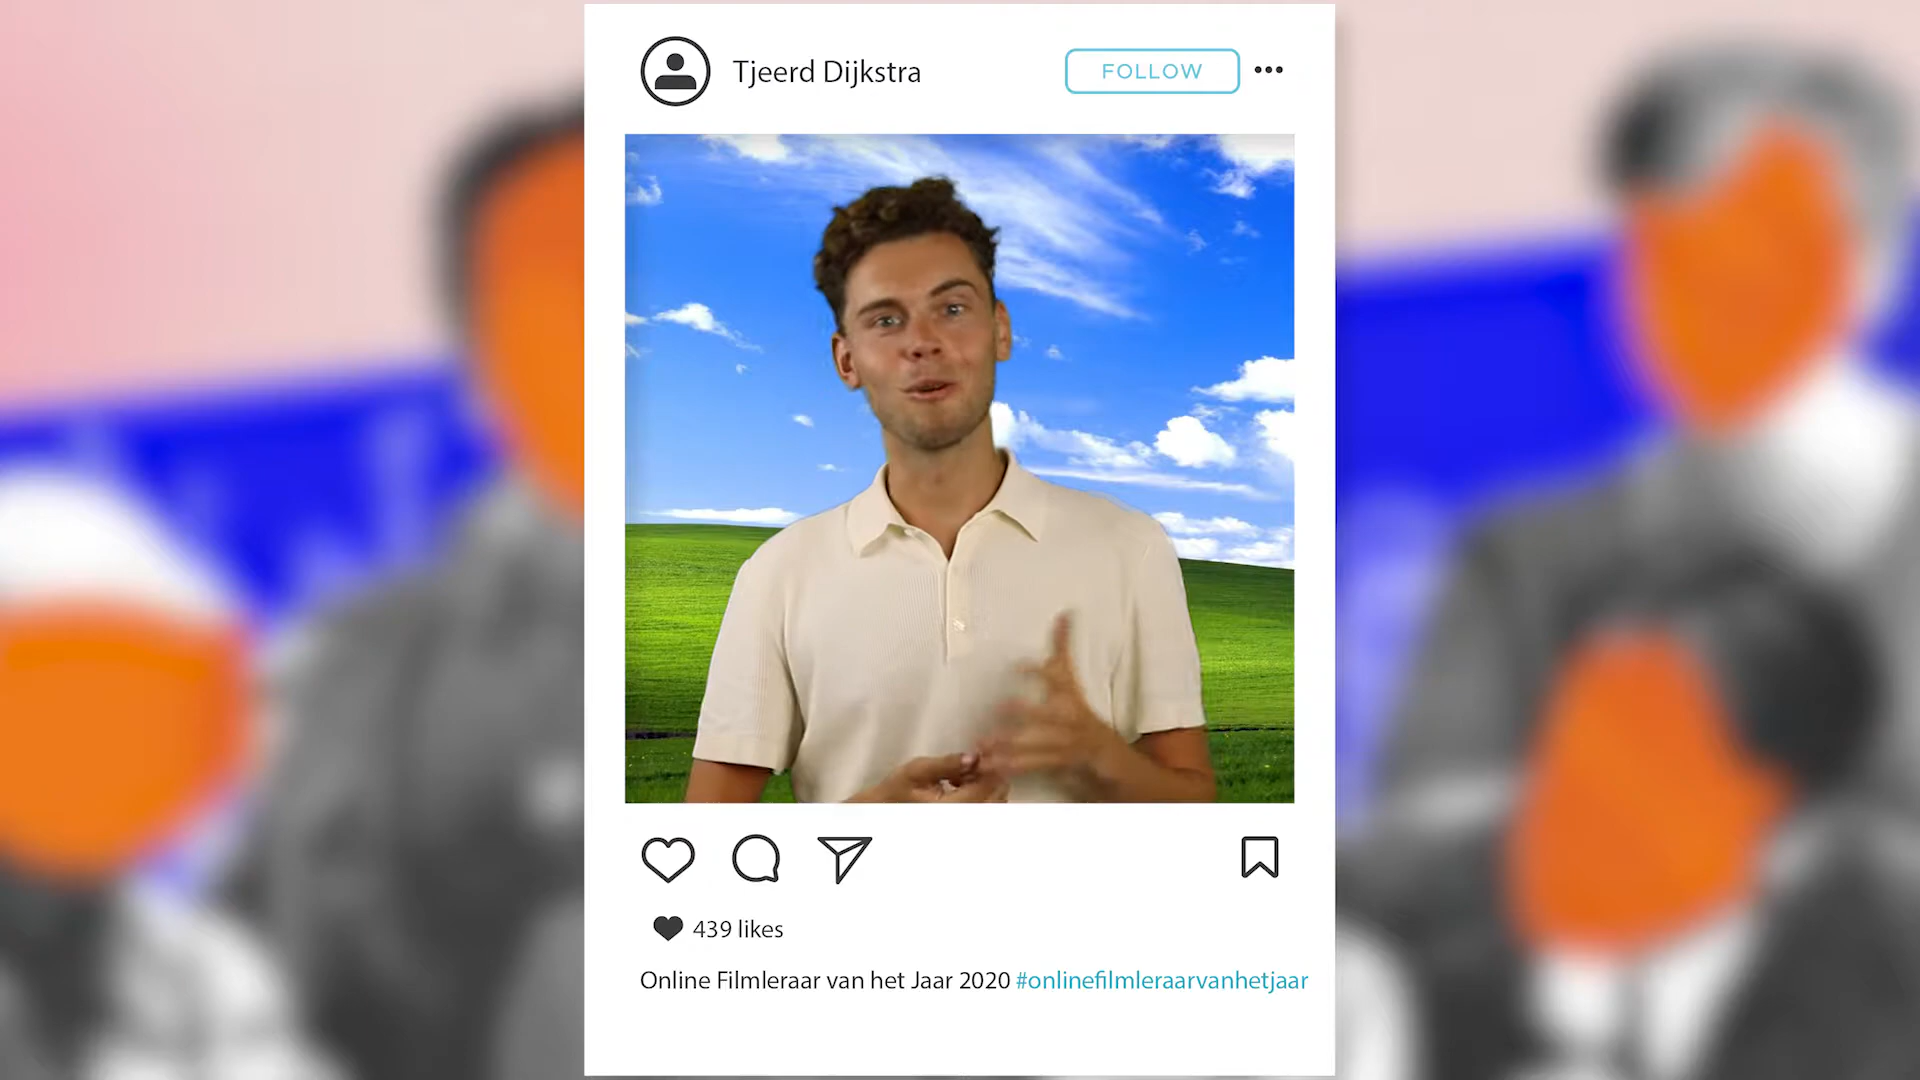 Tjeerd Dijkstra
FOLLOW
439 likes
Online Filmleraar van het Jaar 2020 #onlinefilmleraarvanhetjaar